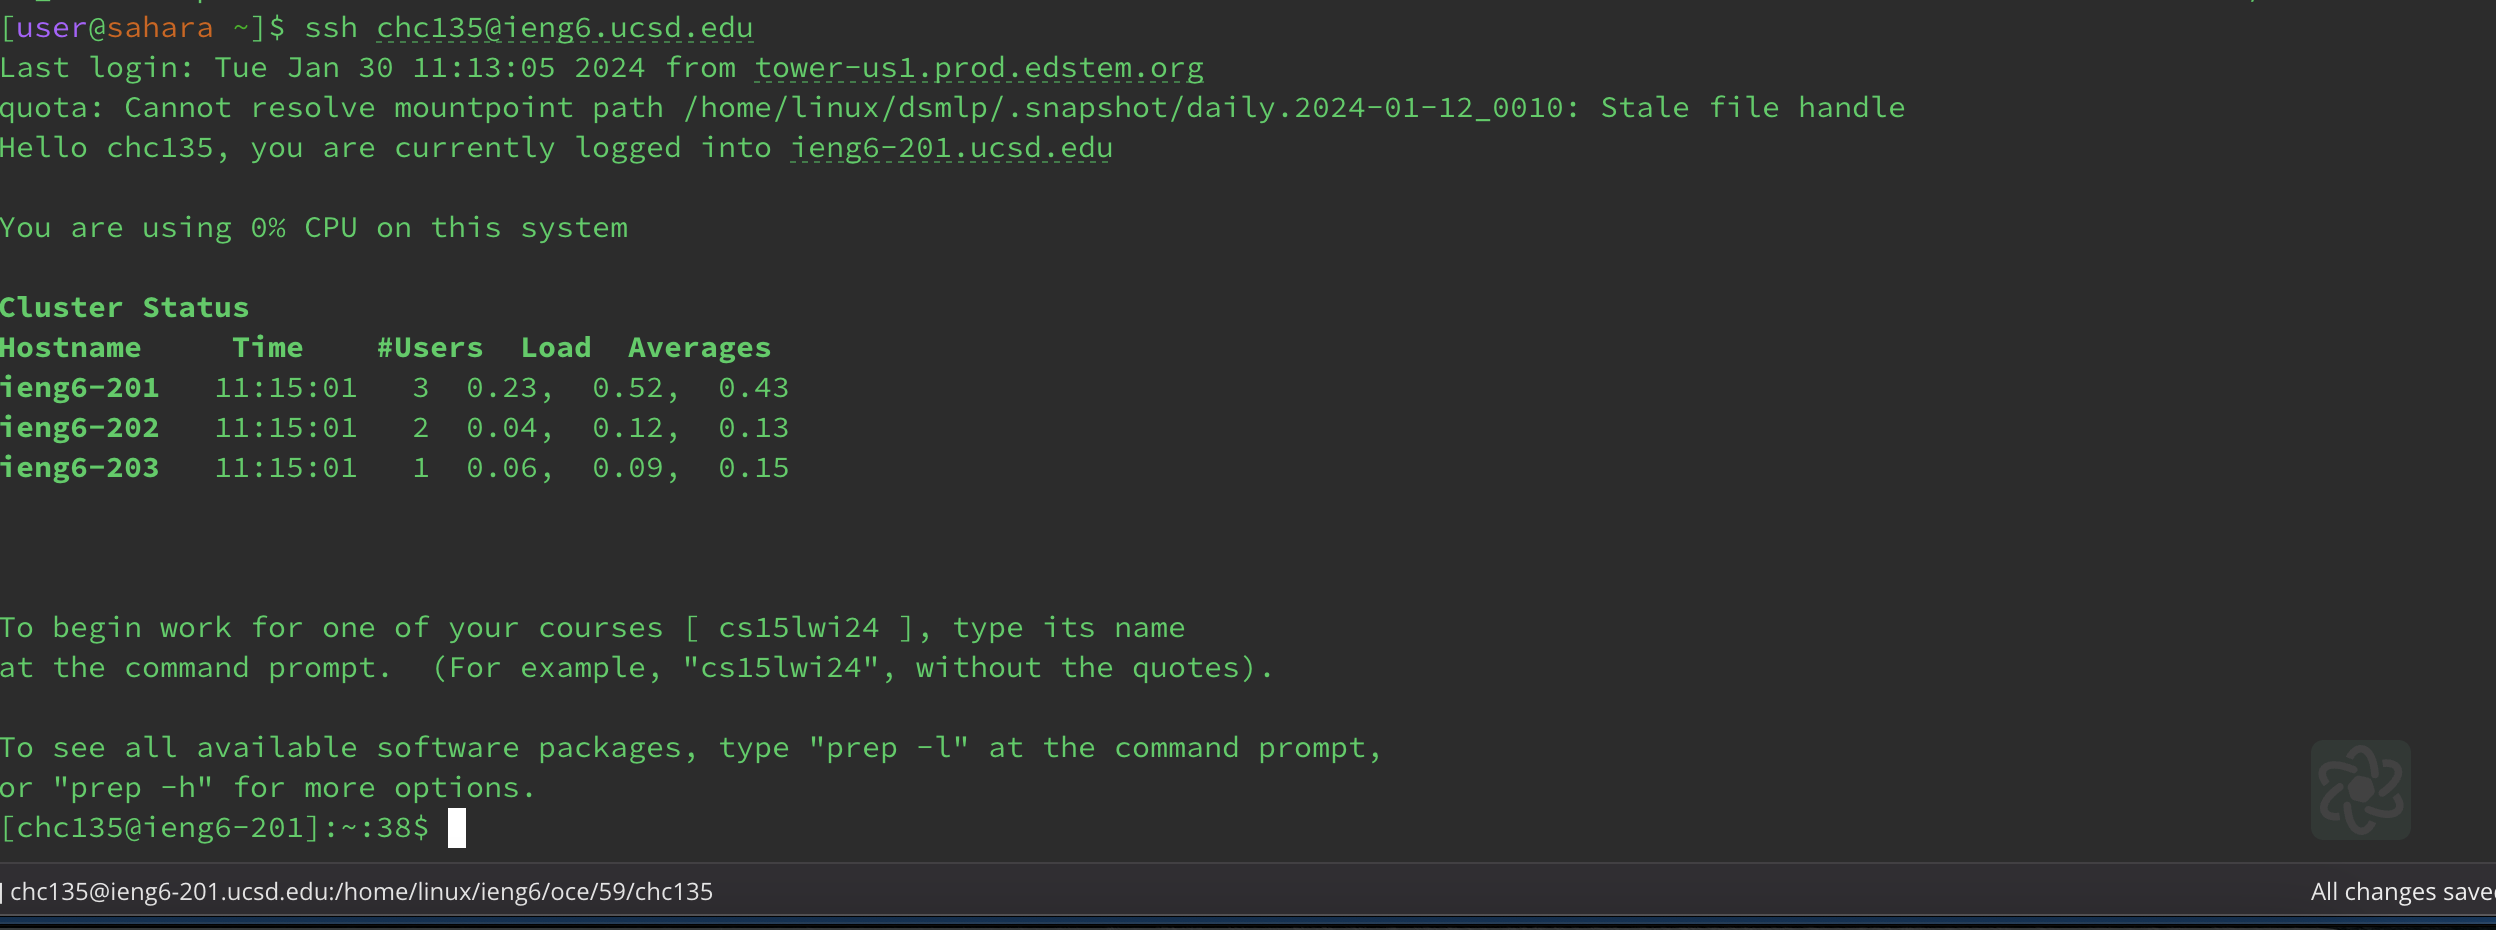 [user@sahara ~]$ ssh chc135@ieng6.ucsd.edu
Last login: Tue Jan 30 11:13:05 2024 from tower-us1.prod.edstem.org
quota: Cannot resolve mountpoint path /home/linux/dsmlp/.snapshot/daily.2024-01-12_0010: Stale file handle
Hello chc135, you are currently logged into ieng6-201.ucsd.edu
You are using 0% CPU on this system
Cluster Status
Hostname     Time    #Users  Load  Averages
ieng6-201   11:15:01   3  0.23,  0.52,  0.43
ieng6-202   11:15:01   2  0.04,  0.12,  0.13
ieng6-203   11:15:01   1  0.06,  0.09,  0.15
To begin work for one of your courses [ cs15lwi24 ], type its name
at the command prompt.  (For example, "cs15lwi24", without the quotes).
To see all available software packages, type "prep -l" at the command prompt,
or "prep -h" for more options.
[chc135@ieng6-201]:~:38$
chc135@ieng6-201.ucsd.edu:/home/linux/ieng6/oce/59/chc135
All changes saved